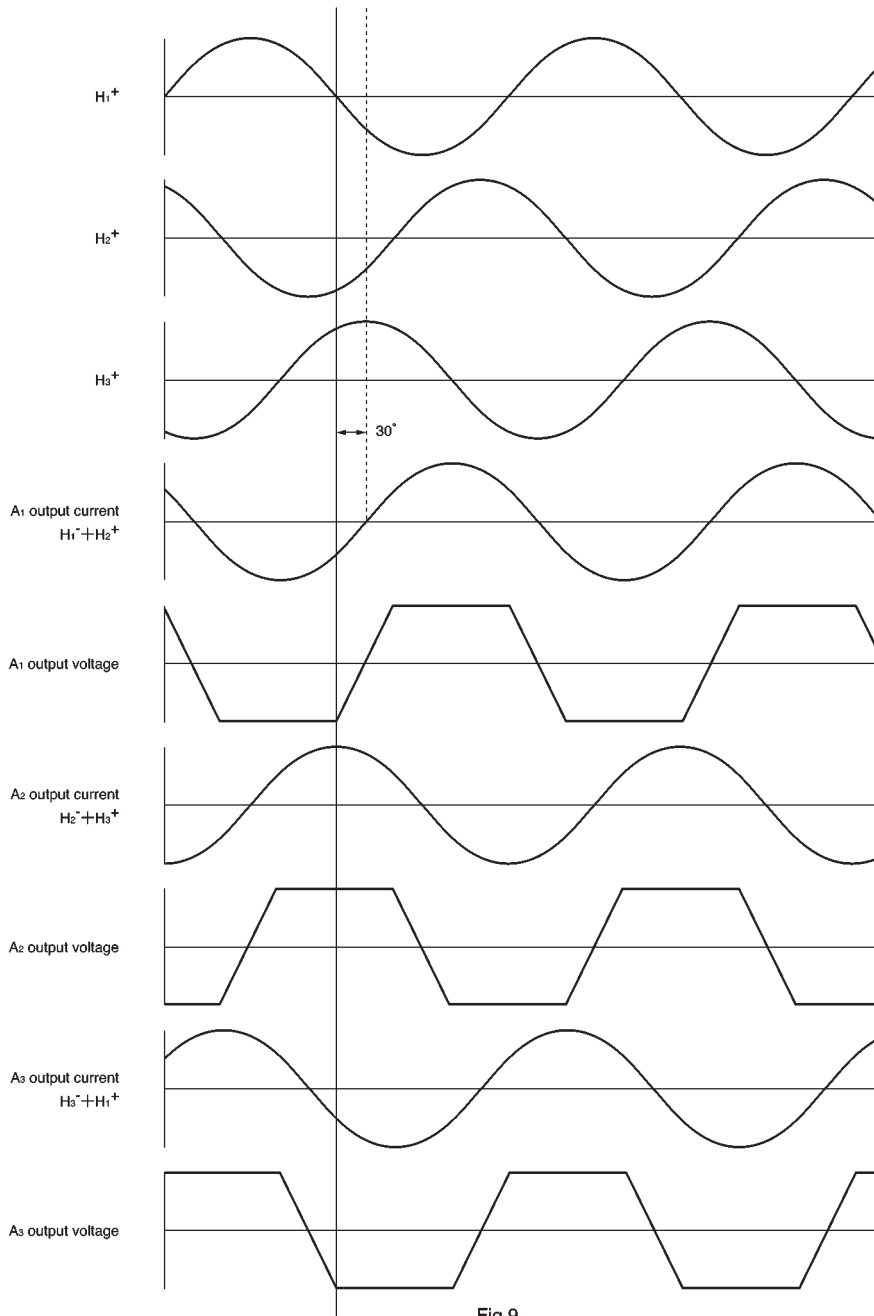 H1+
H2+
H3+
30°
A1 output current
H1-+H2+
A1 output voltage
A2 output current
H2-+H3+
A2 output voltage
A3 output current
H3-+H1+
A3 output voltage
Fig.9